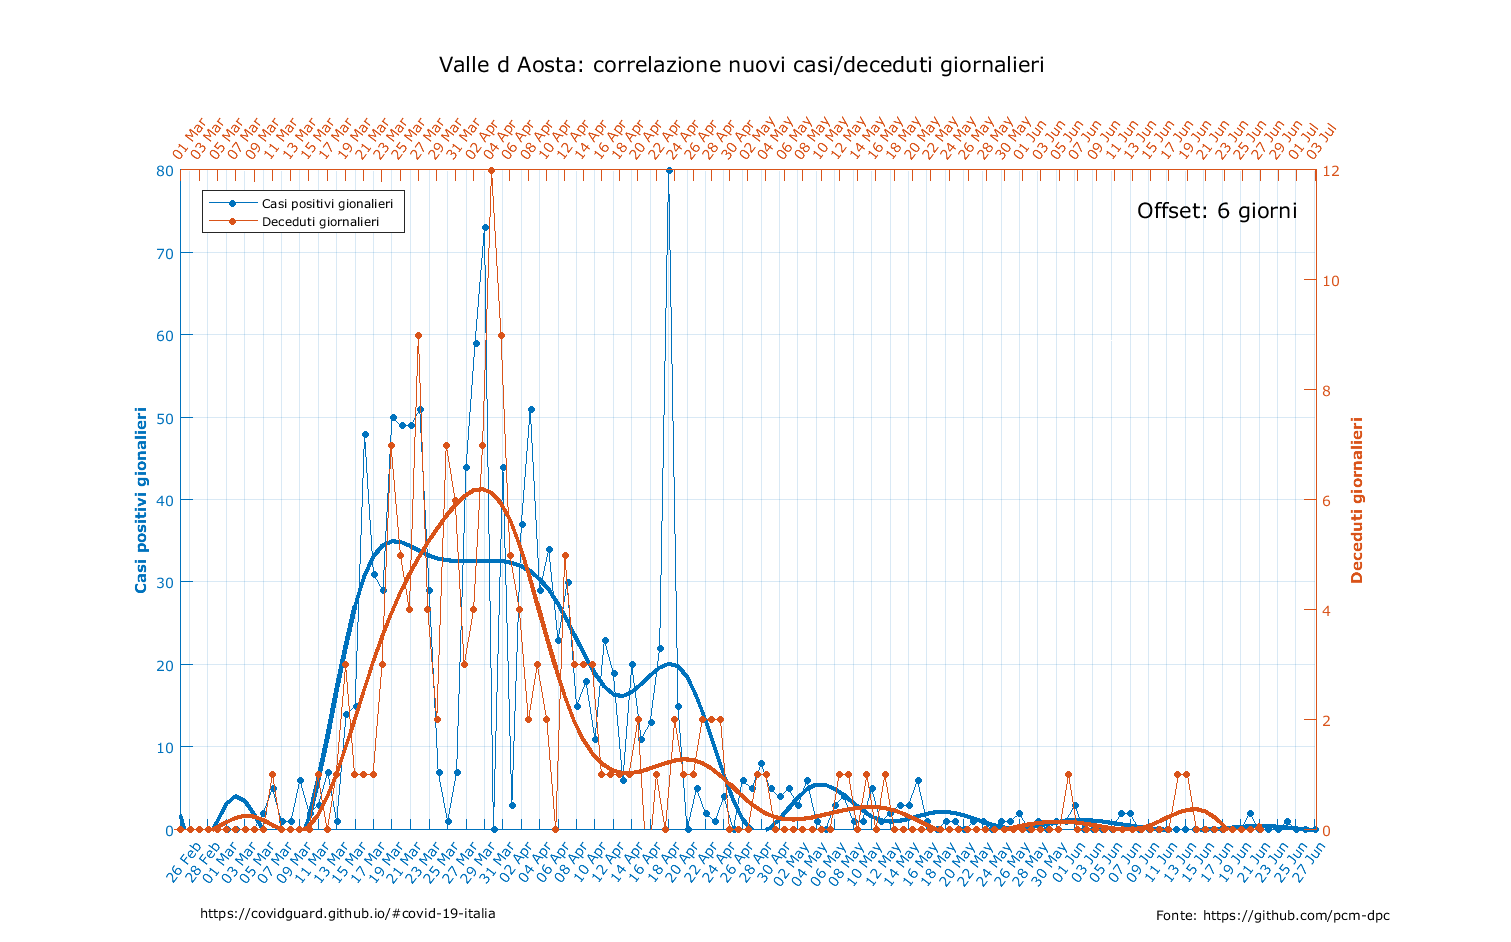 Valle d Aosta: correlazione nuovi casi/deceduti giornalieri
01 Mar 03 Mar 05 Mar 07 Mar 09 Mar 11 Mar 13 Mar 15 Mar 17 Mar 19 Mar 21 Mar 23 Mar 25 Mar 27 Mar 29 Mar 31 Mar 02 Apr 04 Apr 06 Apr 08 Apr 10 Apr 12 Apr 14 Apr 16 Apr 18 Apr 20 Apr 22 Apr 24 Apr 26 Apr 28 Apr 30 Apr 02 May 04 May 06 May 08 May 10 May 12 May 14 May 16 May 18 May 20 May 22 May 24 May 26 May 28 May 30 May 01 Jun 03 Jun 05 Jun 07 Jun 09 Jun 11 Jun 13 Jun 15 Jun 17 Jun 19 Jun 21 Jun 23 Jun 25 Jun 27 Jun 29 Jun 01 Jul 03 Jul
80
70
60
50
40
30
20
10
0
Casi positivi gionalieri
Casi positivi gionalieri
Deceduti giornalieri
Offset: 6 giorni
12
10
8
6
4
2
0
Deceduti giornalieri
26 Feb 28 Feb 01 Mar 03 Mar 05 Mar 07 Mar 09 Mar 11 Mar 13 Mar 15 Mar 17 Mar 19 Mar 21 Mar 23 Mar 25 Mar 27 Mar 29 Mar 31 Mar 02 Apr 04 Apr 06 Apr 08 Apr 10 Apr 12 Apr 14 Apr 16 Apr 18 Apr 20 Apr 22 Apr 24 Apr 26 Apr 28 Apr 30 Apr 02 May 04 May 06 May 08 May 10 May 12 May 14 May 16 May 18 May 20 May 22 May 24 May 26 May 28 May 30 May 01 Jun 03 Jun 05 Jun 07 Jun 09 Jun 11 Jun 13 Jun 15 Jun 17 Jun 19 Jun 21 Jun 23 Jun 25 Jun 27 Jun
https://covidguard.github.io/#covid-19-italia
Fonte: https://github.com/pcm-dpc